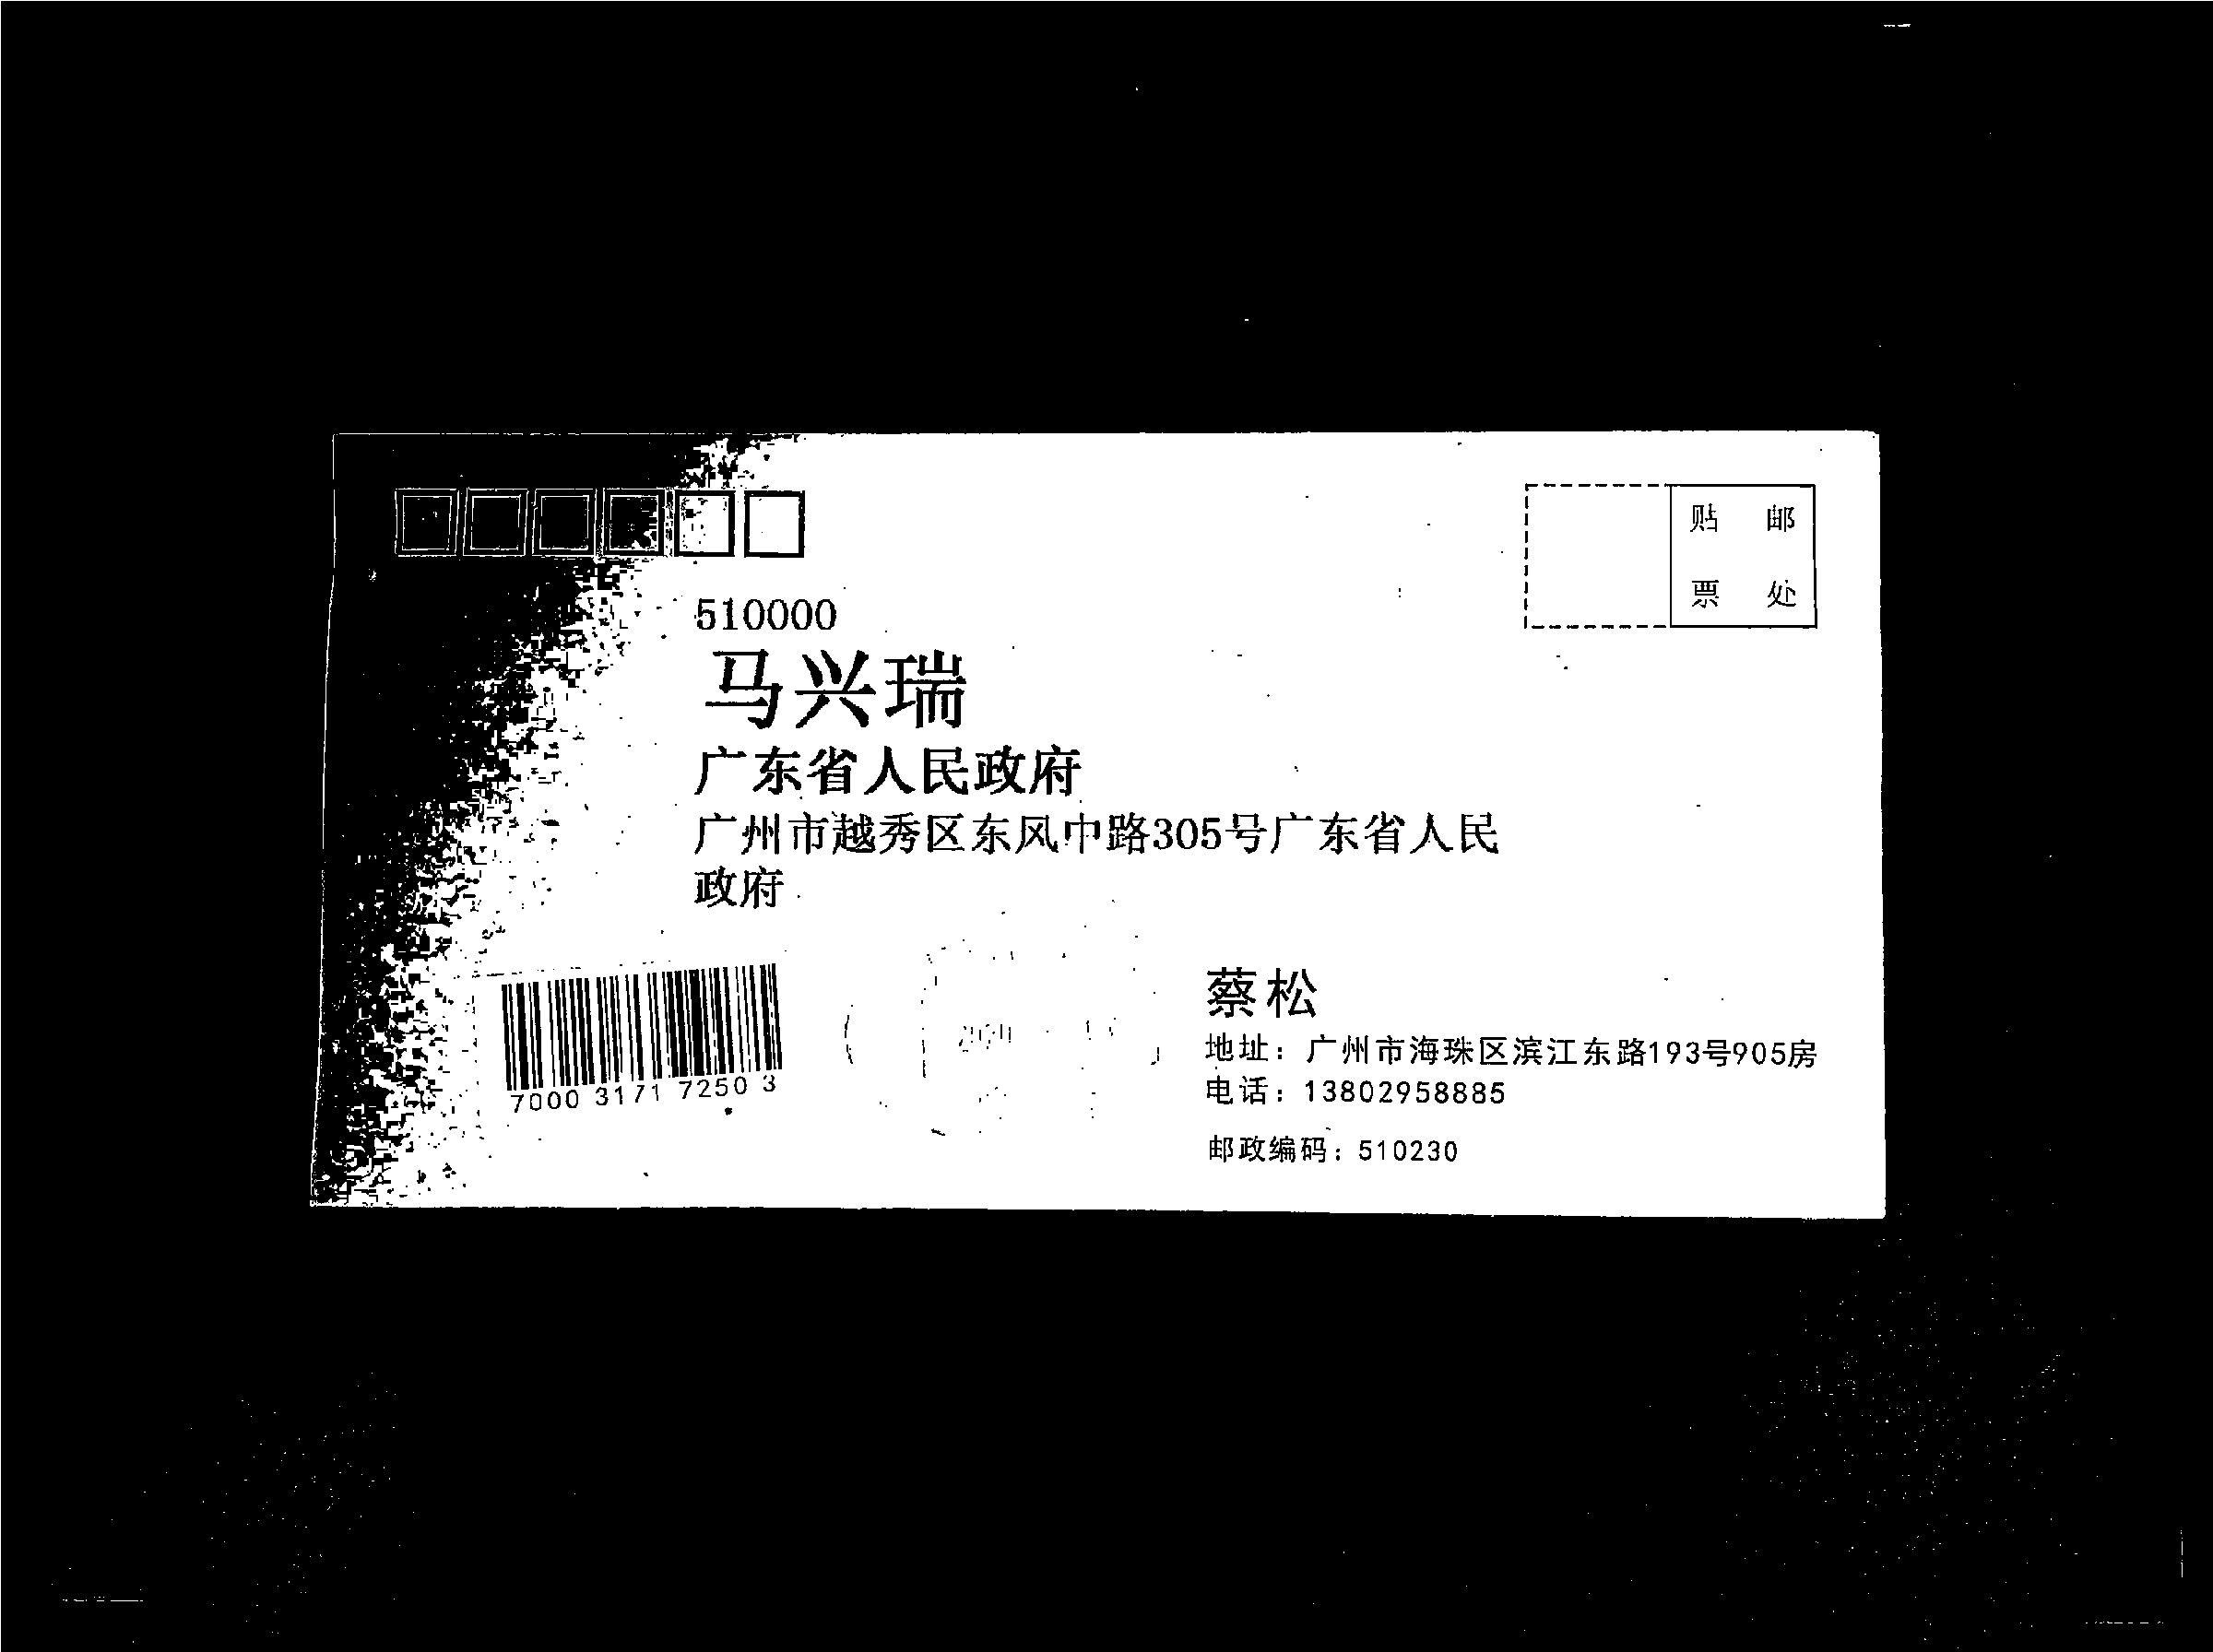 贴 邮
票 处
510000
马兴瑞
广东省人民政府
广州市越秀区东风中路305号广东省人民
政府
7000 3171 7250 3
蔡松
地址：广州市海珠区滨江东路193号905房
电话：13802958885
邮政编码：510230